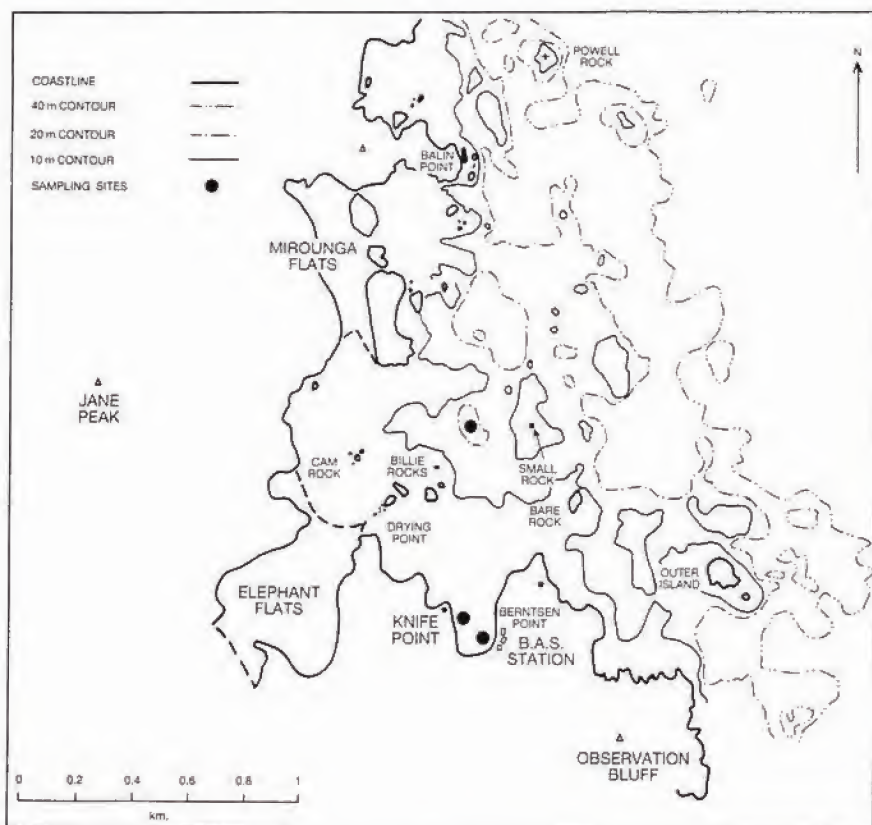 POWELL
ROCK
N
COASTLINE
40 m CONTOUR
20 m CONTOUR
10 m CONTOUR
SAMPLING SITES
BALIN
POINT
MIROUNGA
FLATS
JANE
PEAK
CAM
ROCK
BILLIE
ROCKS
SMALL
ROCK
BARE
ROCK
DRYING
POINT
OUTER
ISLAND
ELEPHANT
FLATS
KNIFE
POINT
BERNTSEN
POINT
B.A.S.
STATION
OBSERVATION
BLUFF
0 0.2 0.4 0.6 0.8 1
km.